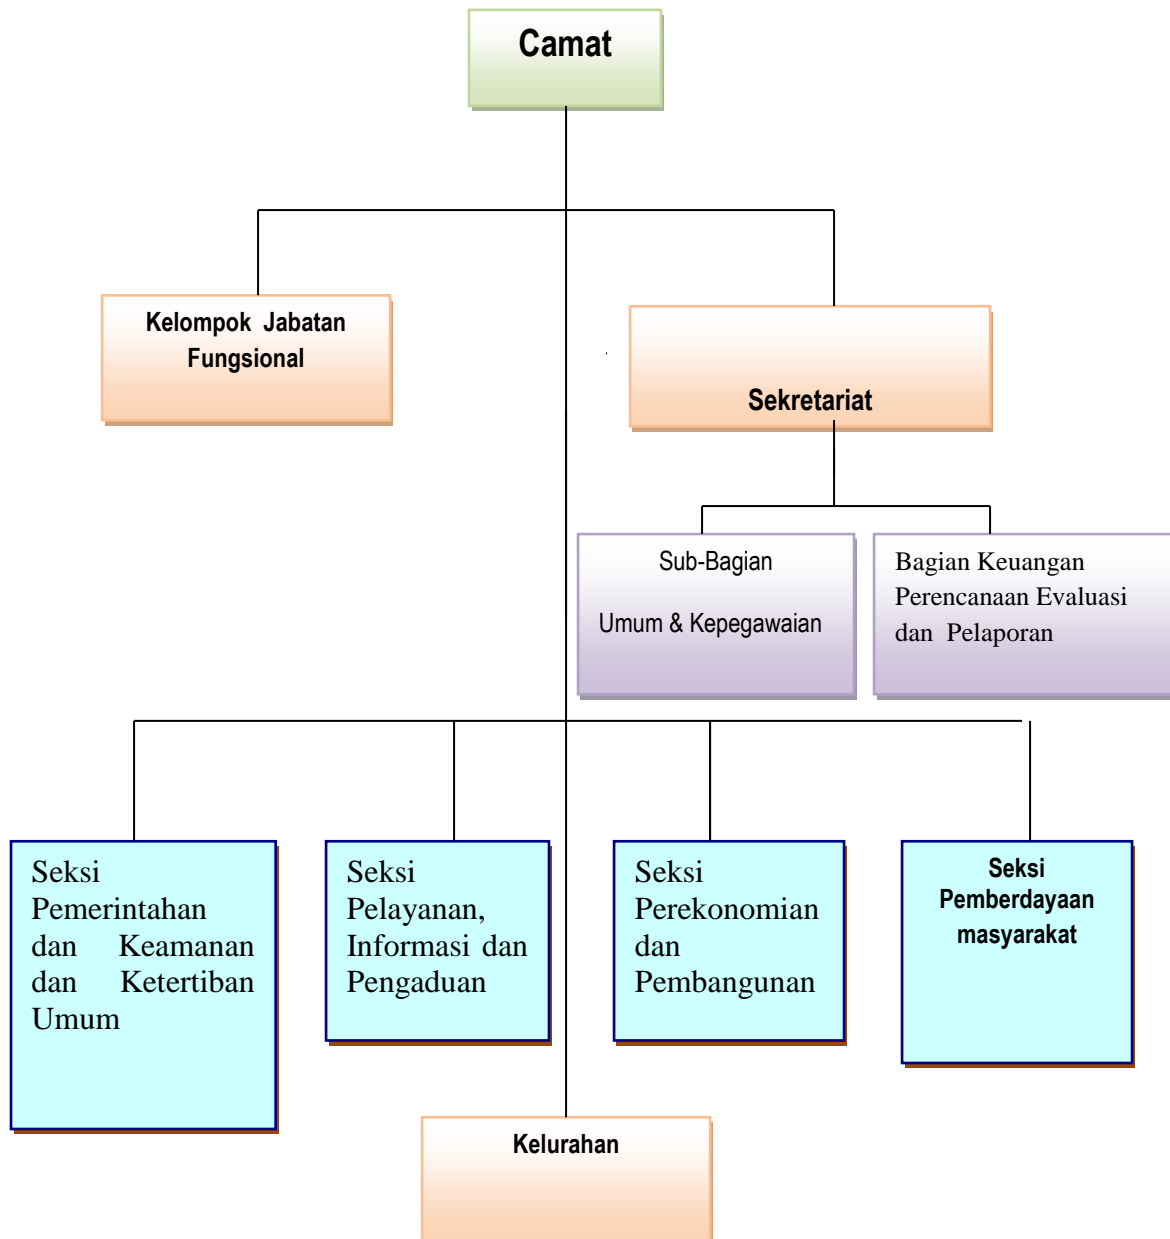 Camat
Kelompok Jabatan
Fungsional
Sekretariat
Sub-Bagian
Umum & Kepegawaian
Bagian Keuangan
Perencanaan Evaluasi
dan Pelaporan
Seksi
Pemerintahan
dan Keamanan
dan Ketertiban
Umum
Seksi
Pelayanan,
Informasi dan
Pengaduan
Seksi
Perekonomian
dan
Pembangunan
Seksi
Pemberdayaan
masyarakat
Kelurahan